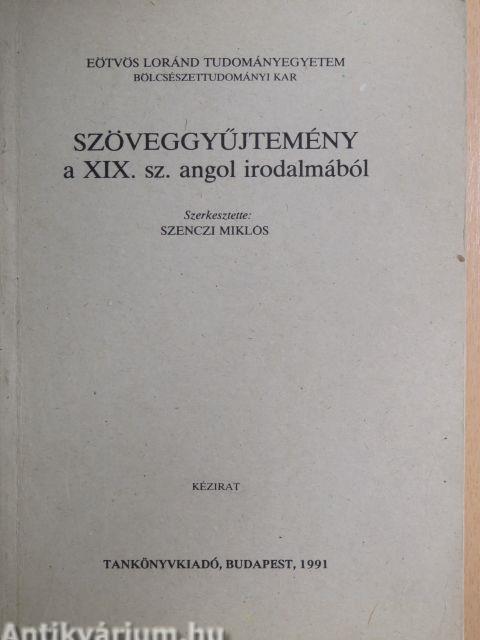 EÖTVÖS LORÁND TUDOMÁNYEGYETEM
BÖLCSÉSZETTUDOMÁNYI KAR
SZÖVEGGYŰJTEMÉNY
a XIX. sz. angol irodalmából
Szerkesztette:
SZENCZI MIKLÓS
KÉZIRAT
TANKÖNYVKIADÓ, BUDAPEST, 1991
Antikvárium.hu